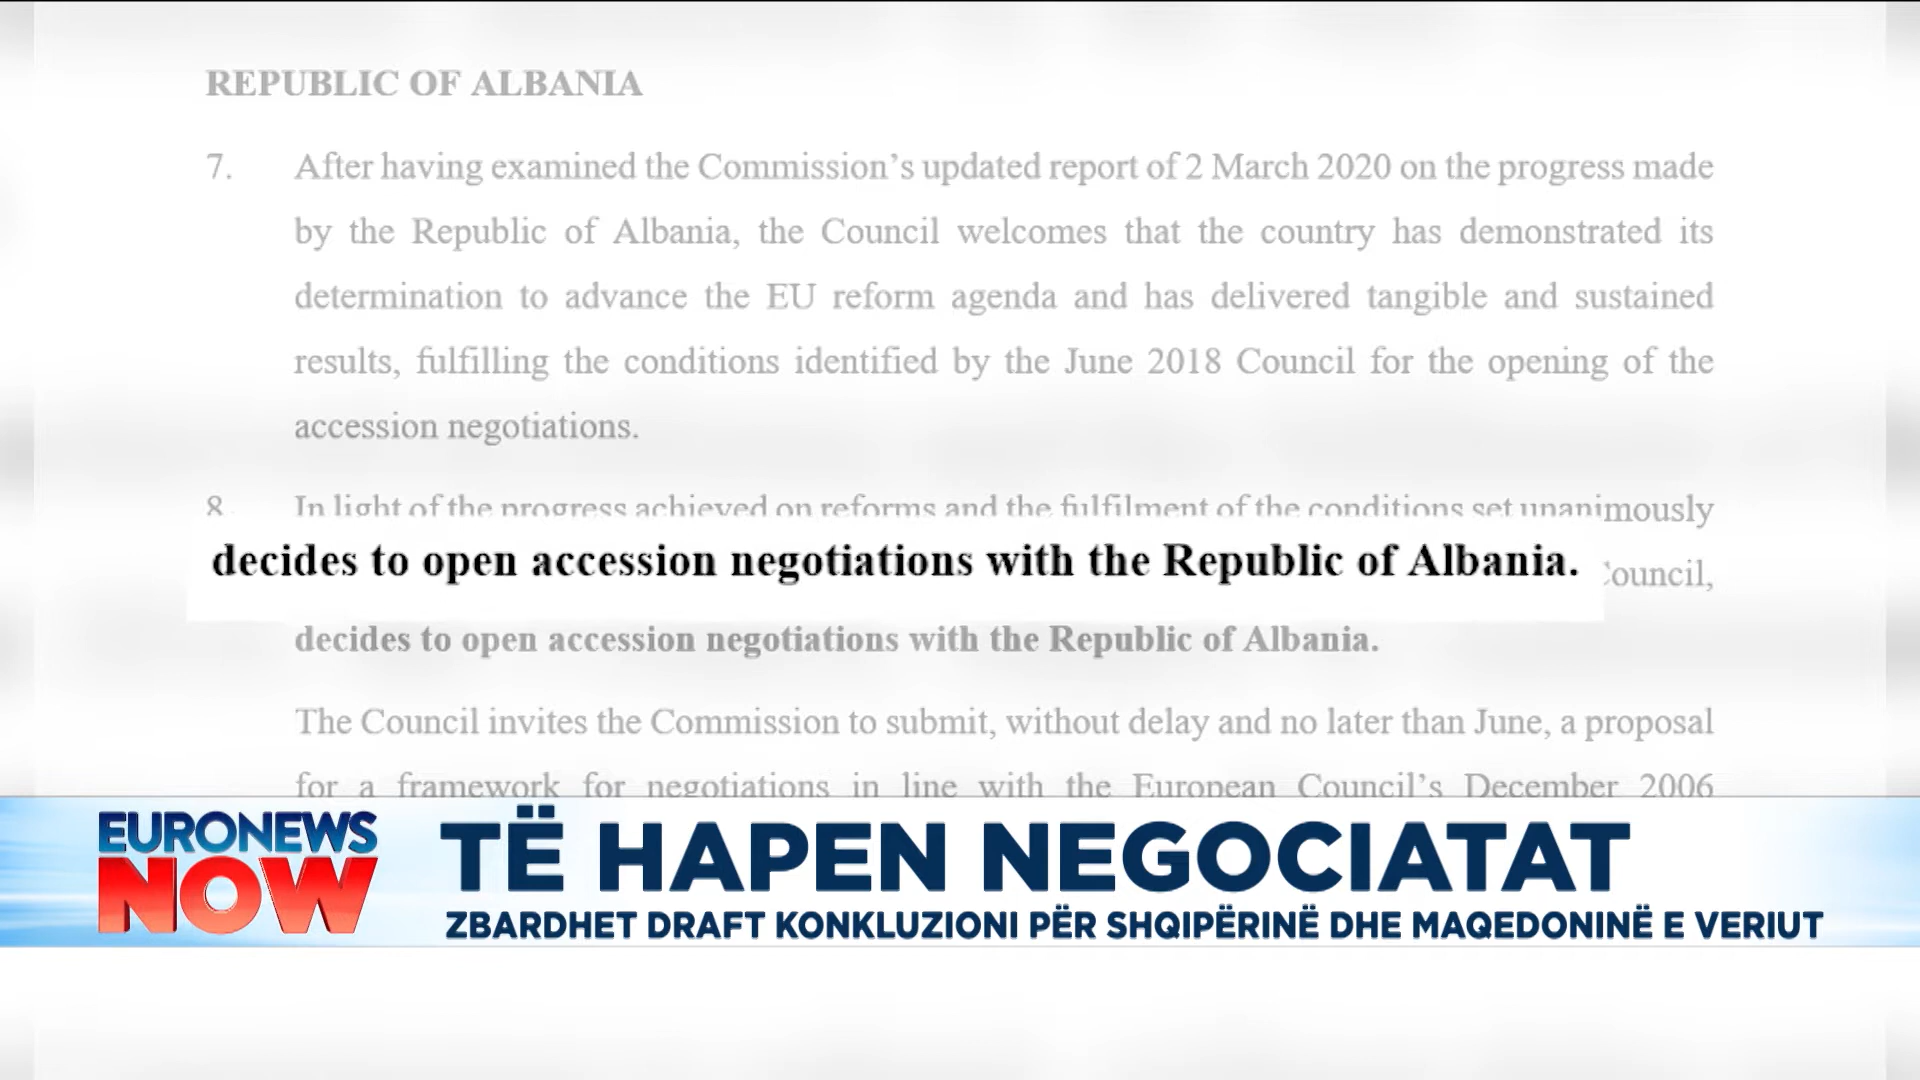 REPUBLIC OF ALBANIA
7. After having examined the Commission’s updated report of 2 March 2020 on the progress made
by the Republic of Albania, the Council welcomes that the country has demonstrated its
determination to advance the EU reform agenda and has delivered tangible and sustained
results, fulfilling the conditions identified by the June 2018 Council for the opening of the
accession negotiations.
8. In light of the progress achieved on reforms and the fulfilment of the conditions set unanimously
decides to open accession negotiations with the Republic of Albania.
Council,
decides to open accession negotiations with the Republic of Albania.
The Council invites the Commission to submit, without delay and no later than June, a proposal
for a framework for negotiations in line with the European Council’s December 2006
EURONEWS
NOW
TË HAPEN NEGOCIATAT
ZBARDHET DRAFT KONKLUZIONI PËR SHQIPËRINË DHE MAQEDONINË E VERIUT